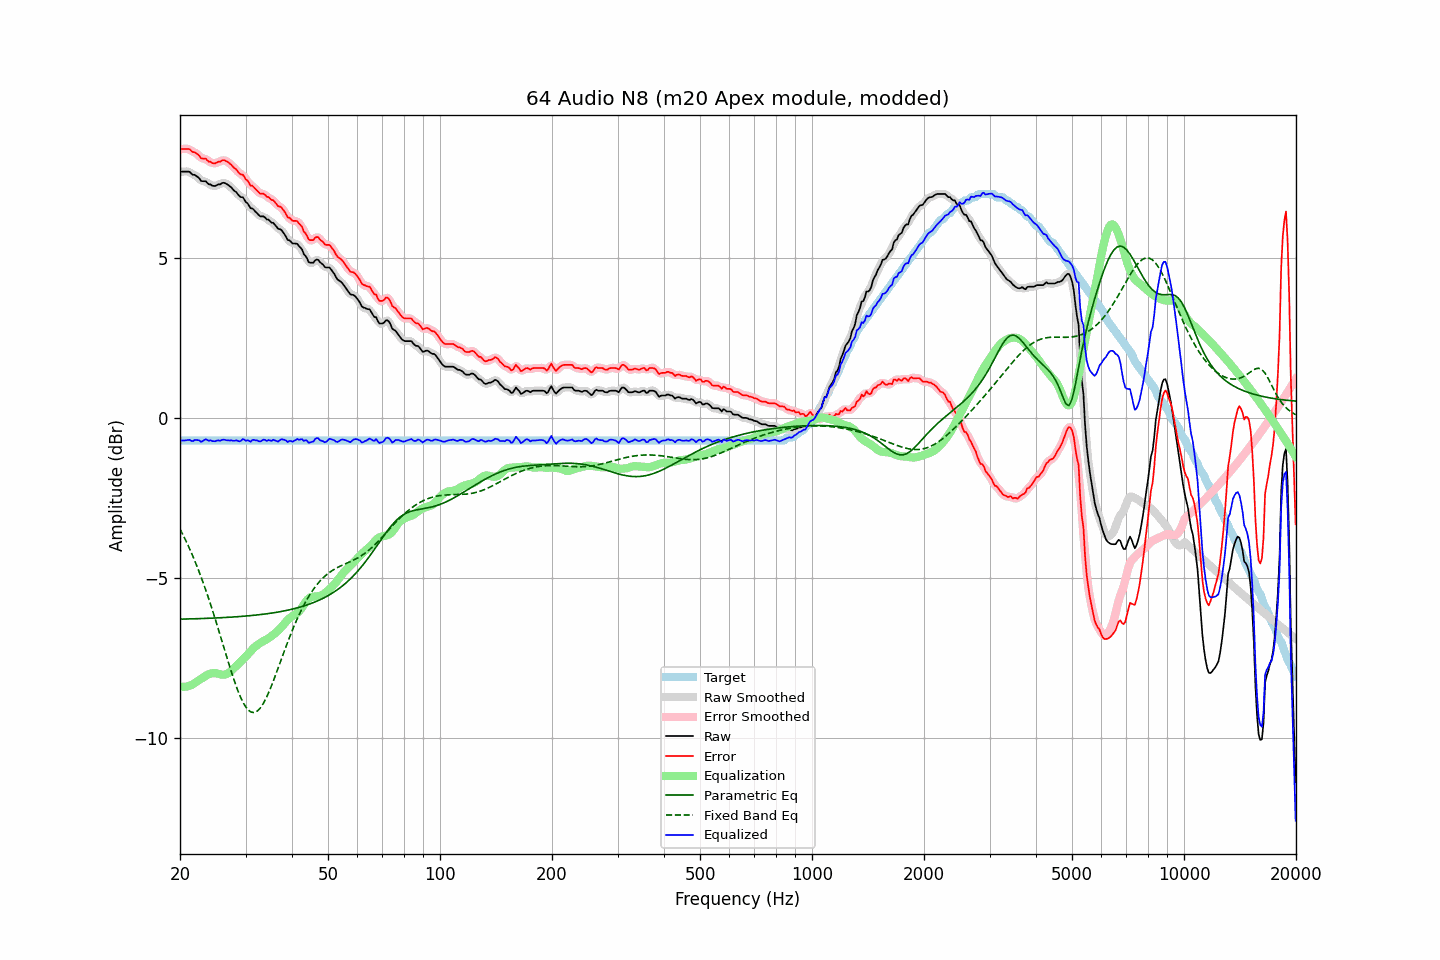 64 Audio N8 (m20 Apex module, modded)
Amplitude (dBr)
5
0
−5
−10
Target
Raw Smoothed
Error Smoothed
Raw
Error
Equalization
Parametric Eq
Fixed Band Eq
Equalized
20 50 100 200 500 1000 2000 5000 10000 20000
Frequency (Hz)